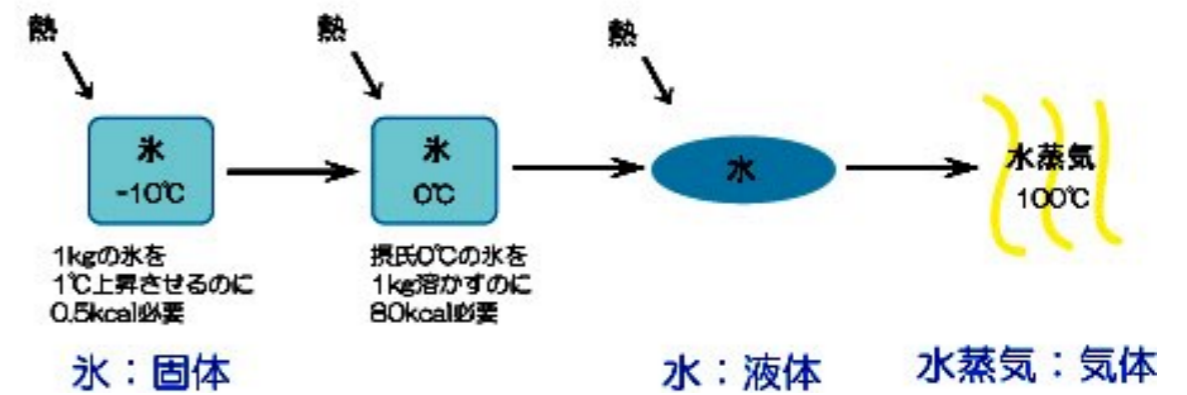 熱
熱
熱
氷
-10℃
氷
0℃
水
水蒸気
100℃
1kgの氷を
1℃上昇させるのに
0.5kcal必要
摂氏0℃の氷を
1kg溶かすのに
80kcal必要
氷：固体
水：液体
水蒸気：気体